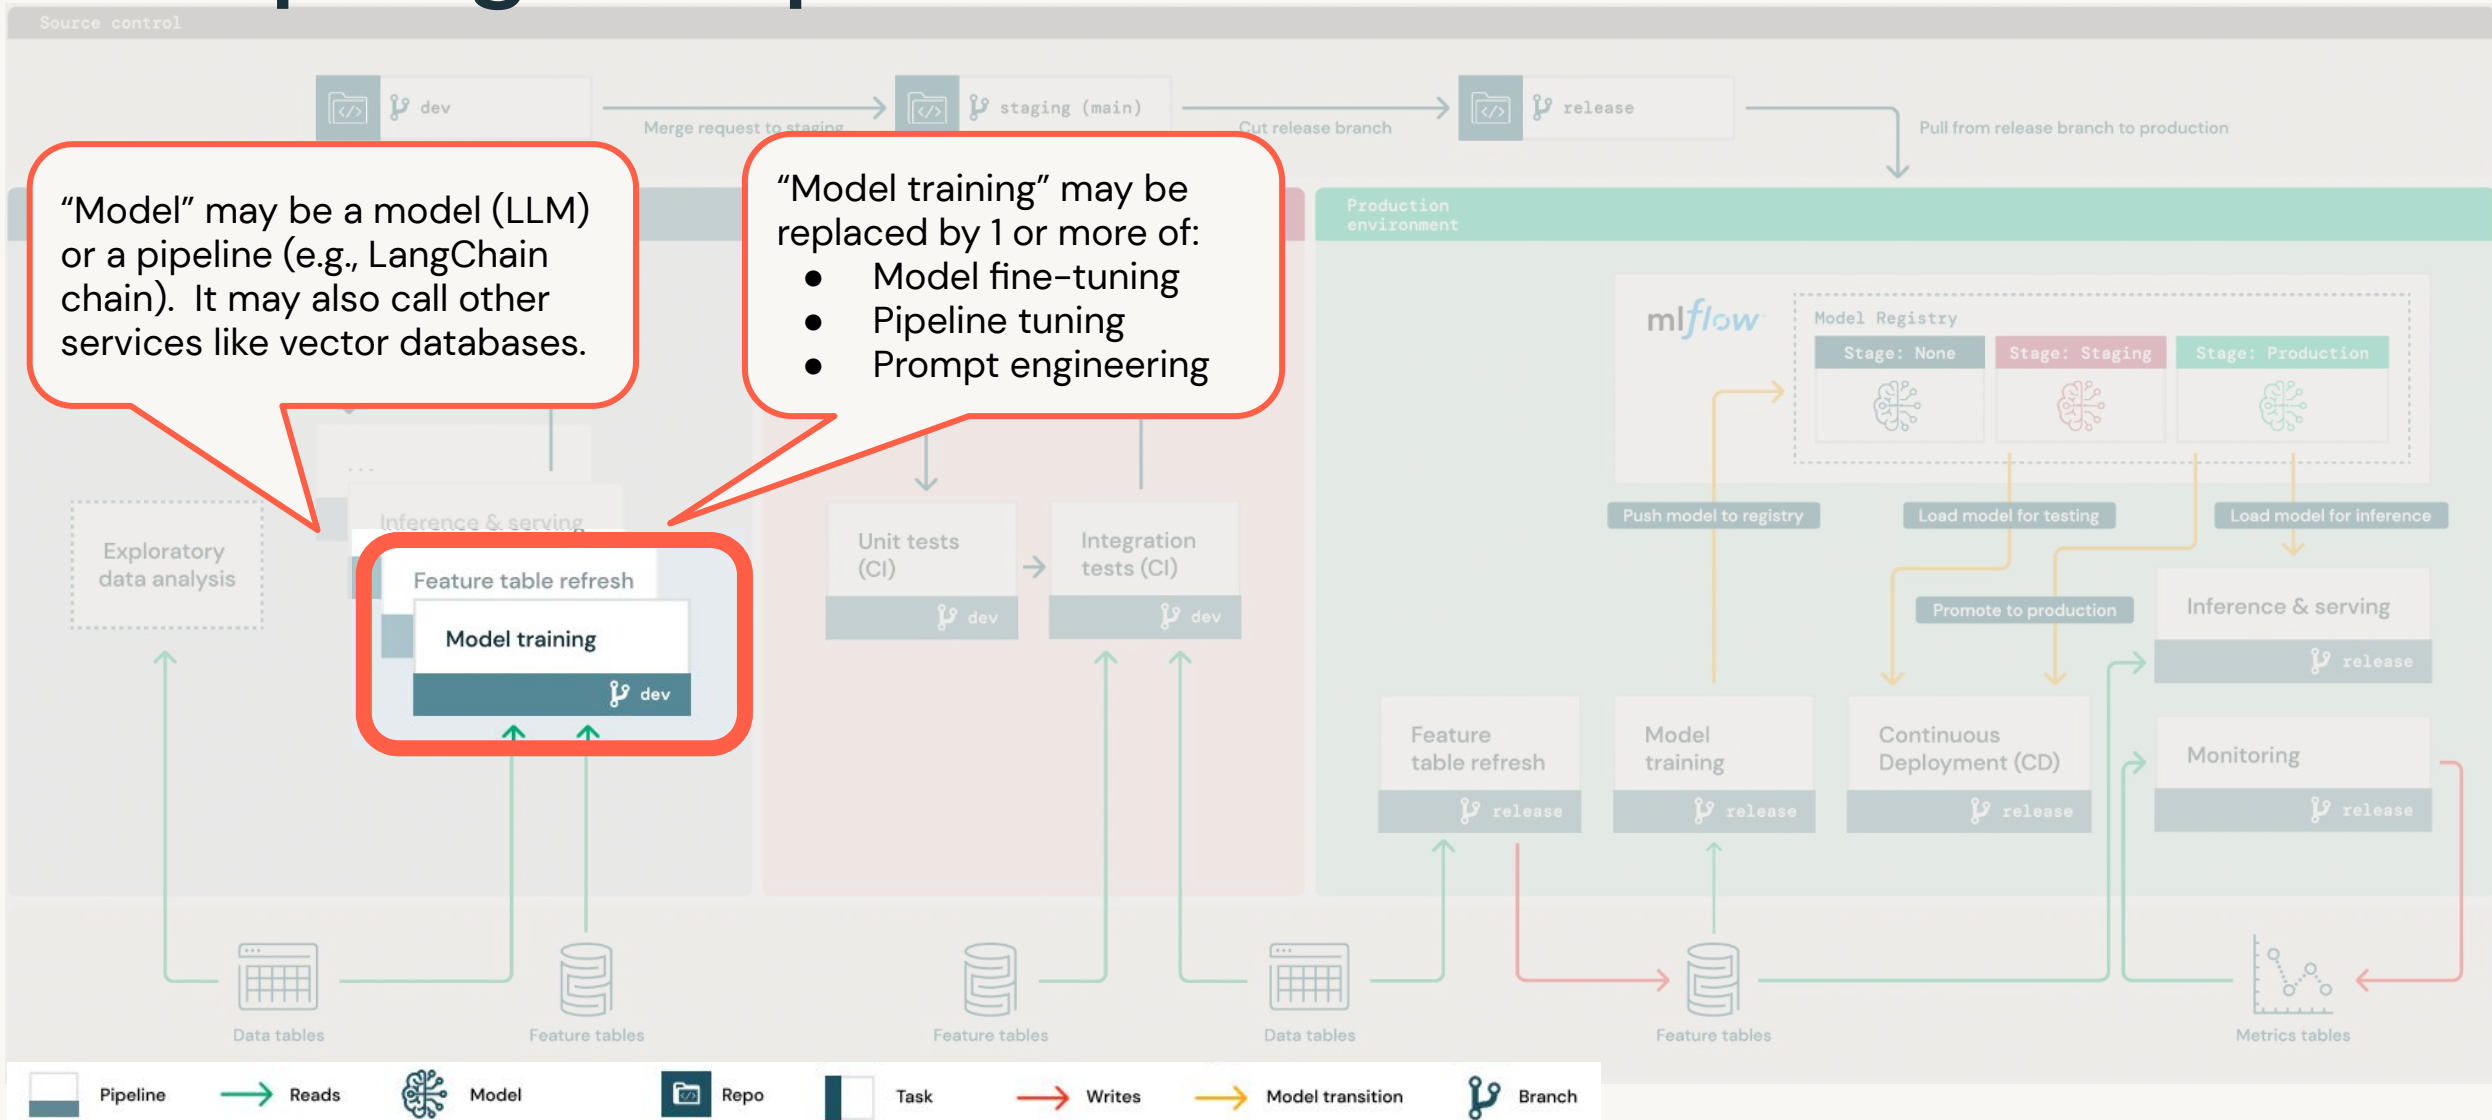 Source control
dev
Merge request to staging
staging (main)
Cut release branch
release
Pull from release branch to production
“Model” may be a model (LLM)
or a pipeline (e.g., LangChain
chain).  It may also call other
services like vector databases.
“Model training” may be
replaced by 1 or more of:
● Model fine-tuning
● Pipeline tuning
● Prompt engineering
Production
environment
mlflow
Model Registry
Stage: None
Stage: Staging
Stage: Production
...
Inference & serving
Feature table refresh
Model training
dev
Exploratory
data analysis
Unit tests
(CI)
dev
Integration
tests (CI)
dev
Push model to registry
Load model for testing
Load model for inference
Promote to production
Inference & serving
release
Feature
table refresh
release
Model
training
release
Continuous
Deployment (CD)
release
Monitoring
release
Data tables
Feature tables
Feature tables
Data tables
Feature tables
Metrics tables
Pipeline
Reads
Model
Repo
Task
Writes
Model transition
Branch